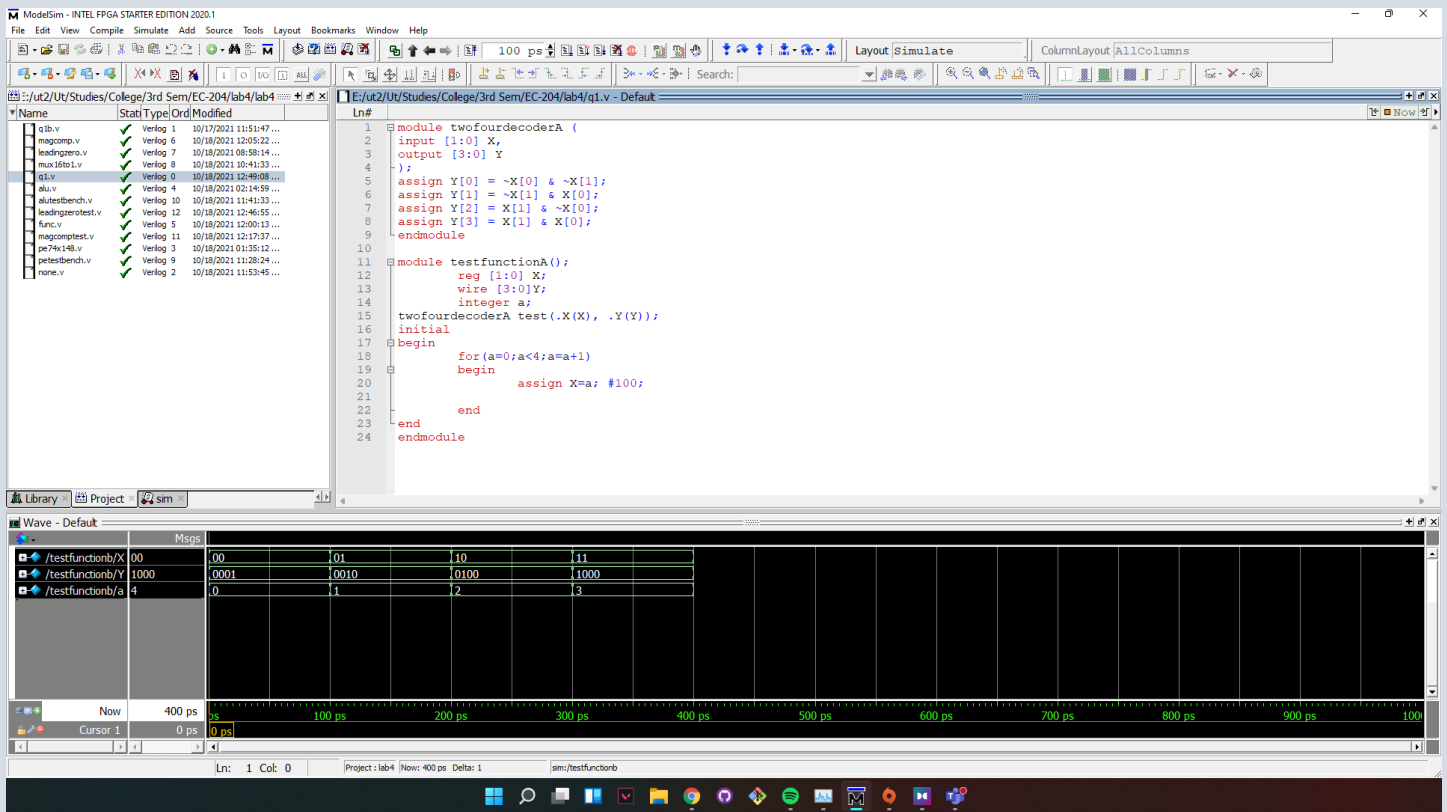 ModelSim - INTEL FPGA STARTER EDITION 2020.1
File Edit View Compile Simulate Add Source Tools Layout Bookmarks Window Help
100 ps
Layout Simulate
ColumnLayout AllColumns
Search:
E:/ut2/Ut/Studies/College/3rd Sem/EC-204/lab4/lab4
Name Stat Type Ord Modified
q1b.v Verilog 1 10/17/2021 11:51:47 ...
magcomp.v Verilog 6 10/18/2021 12:05:22 ...
leadingzero.v Verilog 7 10/18/2021 08:58:14 ...
mux16to1.v Verilog 8 10/18/2021 10:41:33 ...
q1.v Verilog 0 10/18/2021 12:49:08 ...
alu.v Verilog 4 10/18/2021 02:14:59 ...
alutestbench.v Verilog 10 10/18/2021 11:41:33 ...
leadingzerotest.v Verilog 12 10/18/2021 12:46:55 ...
func.v Verilog 5 10/18/2021 12:00:13 ...
magcomptest.v Verilog 11 10/18/2021 12:17:37 ...
pe74x148.v Verilog 3 10/18/2021 01:35:12 ...
petestbench.v Verilog 9 10/18/2021 11:28:24 ...
none.v Verilog 2 10/18/2021 11:53:45 ...
Library Project sim
E:/ut2/Ut/Studies/College/3rd Sem/EC-204/lab4/q1.v - Default
Ln#
Now
1 module twofourdecoderA (
2 input [1:0] X,
3 output [3:0] Y
4 );
5 assign Y[0] = ~X[0] & ~X[1];
6 assign Y[1] = ~X[1] & X[0];
7 assign Y[2] = X[1] & ~X[0];
8 assign Y[3] = X[1] & X[0];
9 endmodule
10
11 module testfunctionA();
12 reg [1:0] X;
13 wire [3:0]Y;
14 integer a;
15 twofourdecoderA test(.X(X), .Y(Y));
16 initial
17 begin
18 for(a=0;a<4;a=a+1)
19 begin
20 assign X=a; #100;
21
22 end
23 end
24 endmodule
Wave - Default
Msgs
/testfunctionb/X 00 00 01 10 11
/testfunctionb/Y 1000 0001 0010 0100 1000
/testfunctionb/a 4 0 1 2 3
Now 400 ps ps 100 ps 200 ps 300 ps 400 ps 500 ps 600 ps 700 ps 800 ps 900 ps 100
Cursor 1 0 ps 0 ps
Ln: 1 Col: 0 Project : lab4 Now: 400 ps Delta: 1 sim:/testfunctionb